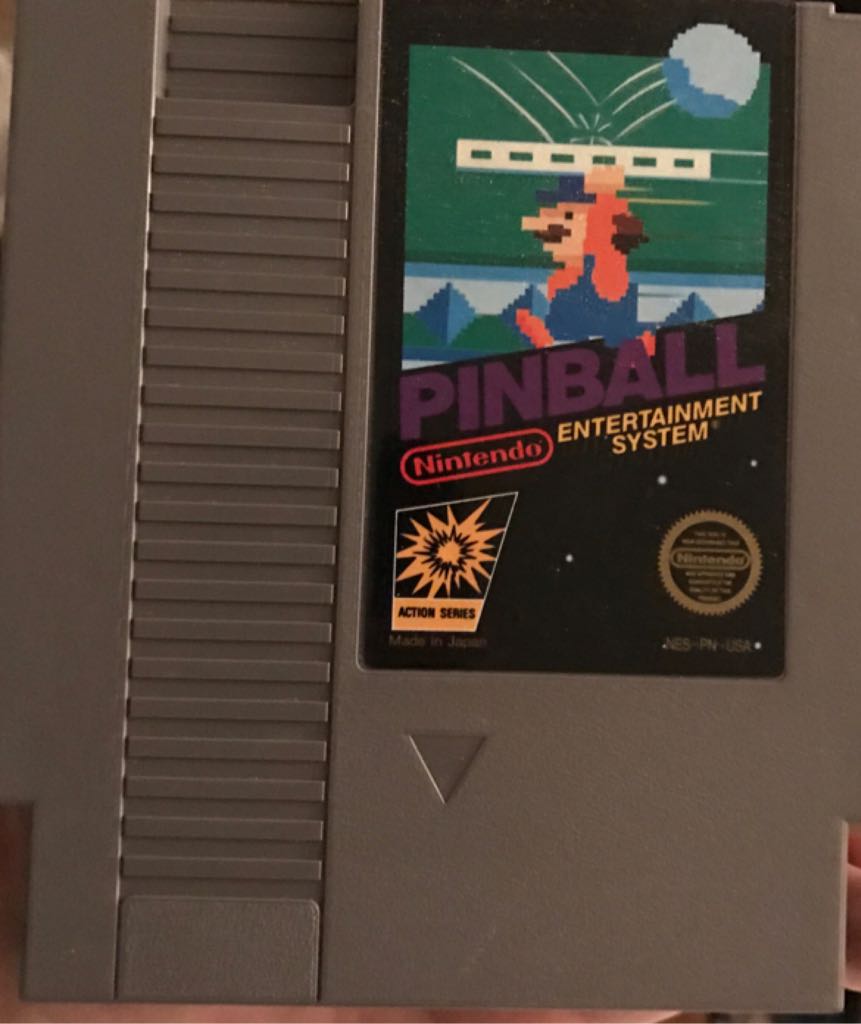 PINBALL
Nintendo®
ENTERTAINMENT
SYSTEM®
ACTION SERIES
Made in Japan
Nintendo
NES-PN-USA